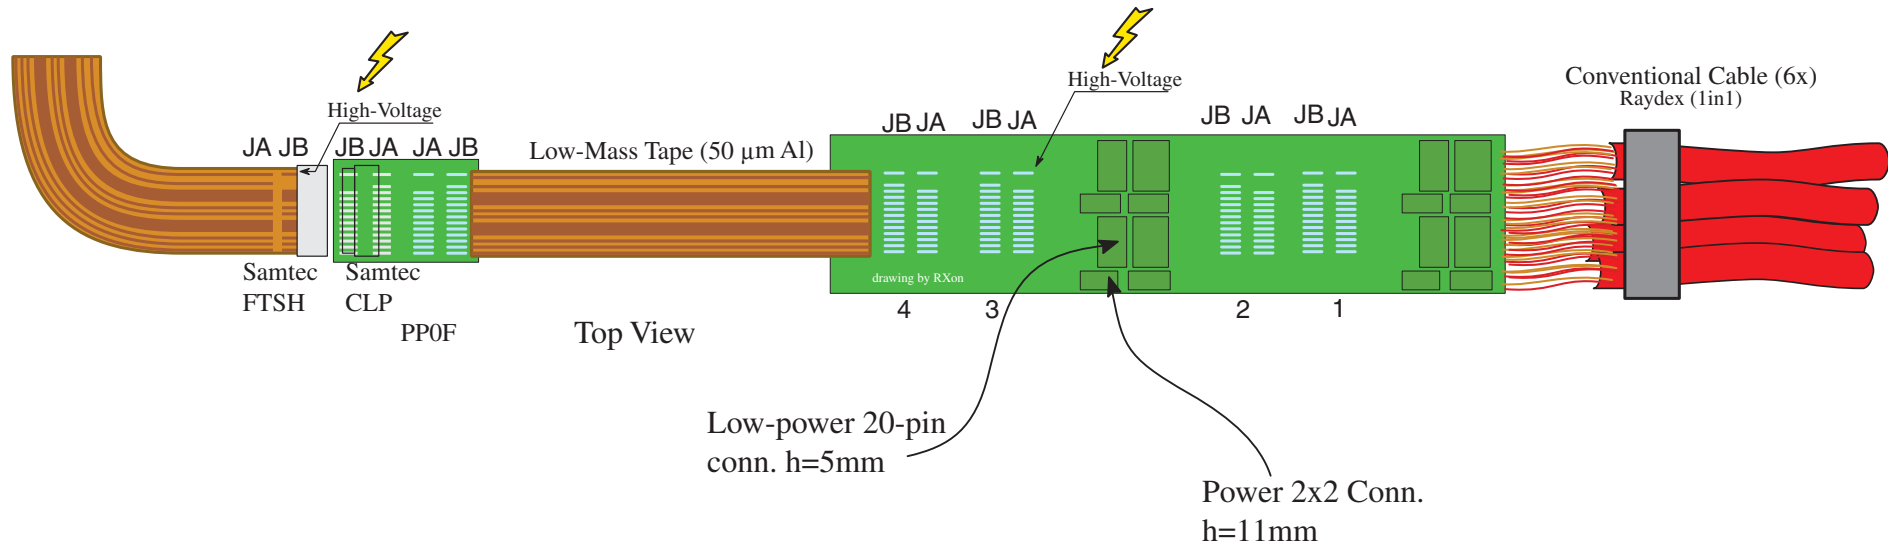 High-Voltage
High-Voltage
Conventional Cable (6x)
Raydex (1in1)
JA JB
JB JA
JA JB
Low-Mass Tape (50 µm Al)
JB JA
JB JA
JB JA
JB JA
Samtec
FTSH
Samtec
CLP
PP0F
drawing by RXon
4
3
2
1
Top View
Low-power 20-pin
conn. h=5mm
Power 2x2 Conn.
h=11mm